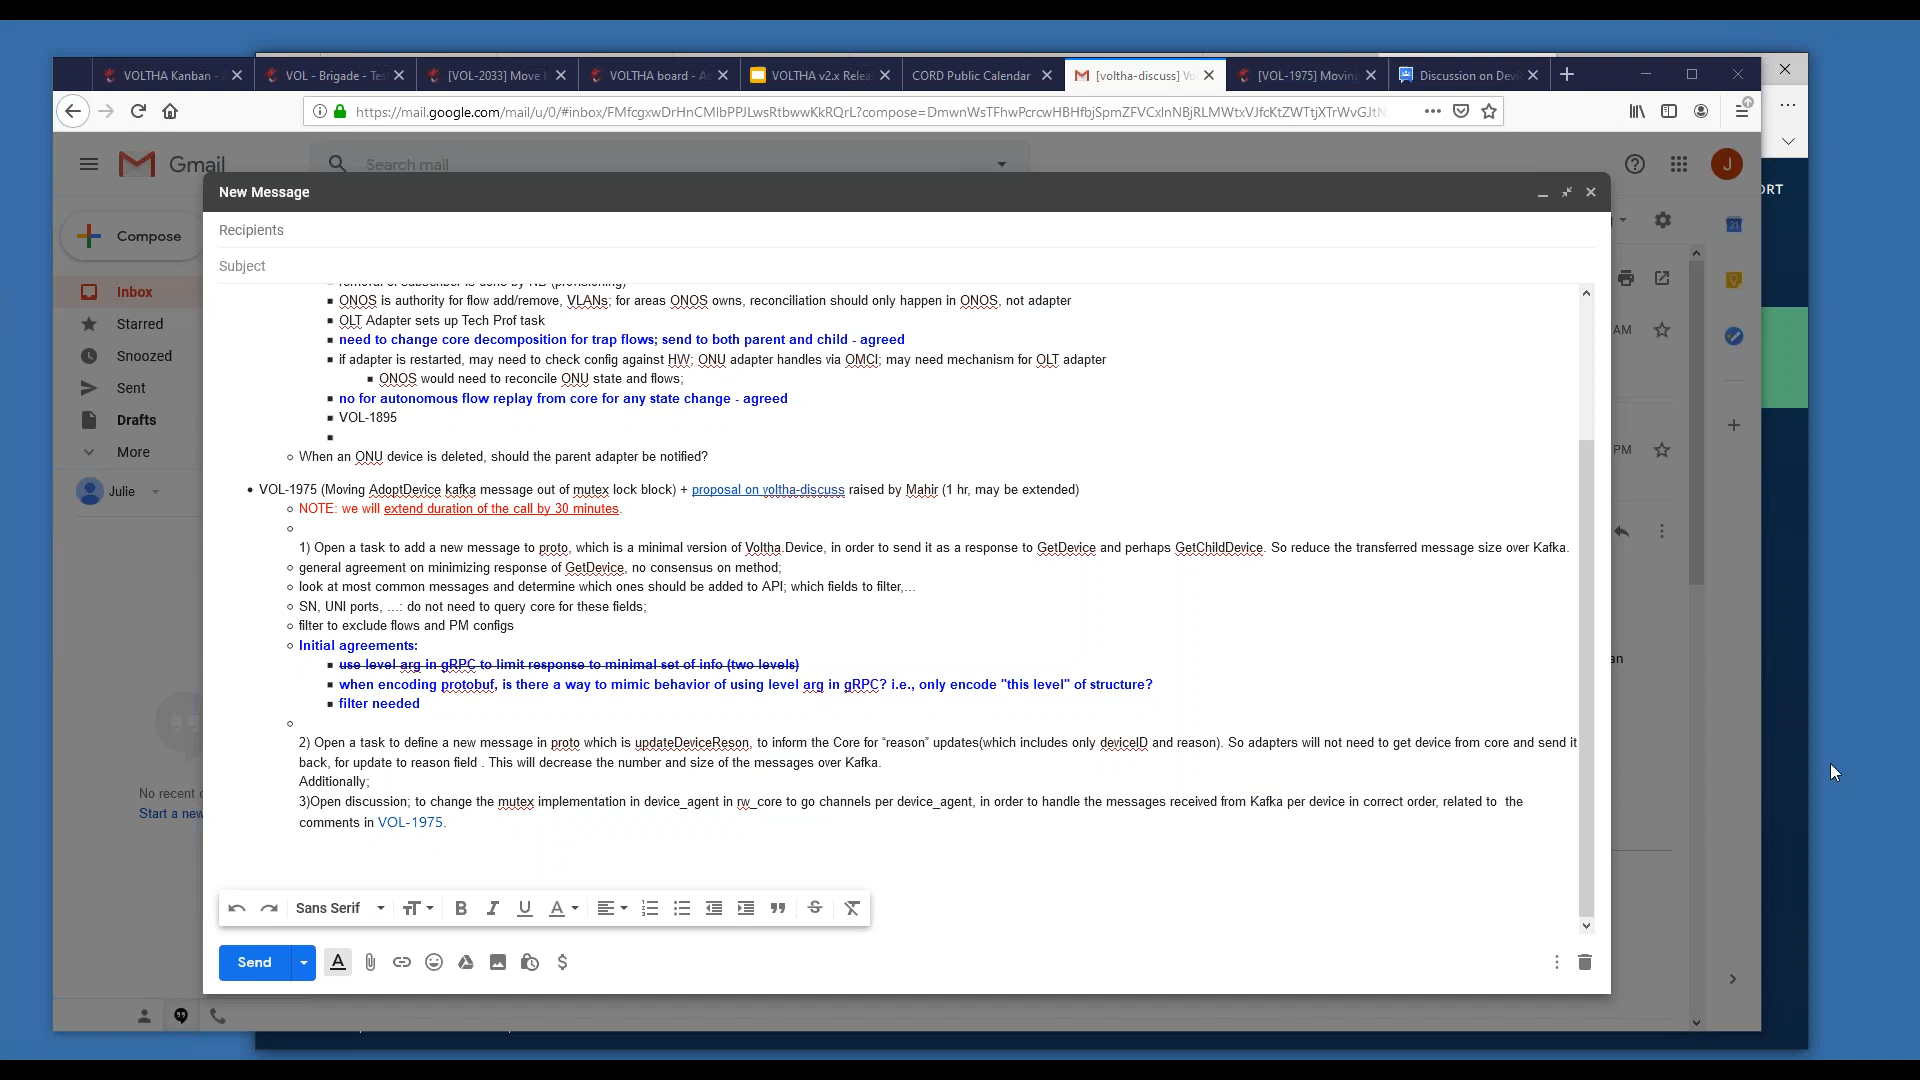 VOLTHA Kanban - VOL - Brigade - Tes [VOL-2033] Move VOLTHA board - A VOLTHA v2.x Relea CORD Public Calendar [voltha-discuss] Vo [VOL-1975] Moving Discussion on Devic
https://mail.google.com/mail/u/0/#inbox/FMfcgxwDrHnCMlbPPJLwsRtbwwKkRQrL?compose=DmwnWsTFhwPcrcwHBHfbjSpmZFVCxlnNBjRLMWtxVJfcKtZWTtjXTrWvGJtN
Gmail
Search mail
J
ORT
New Message
Recipients
Subject
Compose
Inbox
Starred
Snoozed
Sent
Drafts
More
Julie
No recent
Start a new
AM
PM
an
removal of subscriber is done by NB (provisioning)
ONOS is authority for flow add/remove, VLANs; for areas ONOS owns, reconciliation should only happen in ONOS, not adapter
OLT Adapter sets up Tech Prof task
need to change core decomposition for trap flows; send to both parent and child - agreed
if adapter is restarted, may need to check config against HW; ONU adapter handles via OMCI; may need mechanism for OLT adapter
ONOS would need to reconcile ONU state and flows;
no for autonomous flow replay from core for any state change - agreed
VOL-1895
When an ONU device is deleted, should the parent adapter be notified?
VOL-1975 (Moving AdoptDevice kafka message out of mutex lock block) + proposal on voltha-discuss raised by Mahir (1 hr, may be extended)
NOTE: we will extend duration of the call by 30 minutes.
1) Open a task to add a new message to proto, which is a minimal version of Voltha.Device, in order to send it as a response to GetDevice and perhaps GetChildDevice. So reduce the transferred message size over Kafka.
general agreement on minimizing response of GetDevice, no consensus on method;
look at most common messages and determine which ones should be added to API; which fields to filter,...
SN, UNI ports, ...: do not need to query core for these fields;
filter to exclude flows and PM configs
Initial agreements:
use level arg in gRPC to limit response to minimal set of info (two levels)
when encoding protobuf, is there a way to mimic behavior of using level arg in gRPC? i.e., only encode "this level" of structure?
filter needed
2) Open a task to define a new message in proto which is updateDeviceReson, to inform the Core for “reason” updates(which includes only deviceID and reason). So adapters will not need to get device from core and send it
back, for update to reason field . This will decrease the number and size of the messages over Kafka.
Additionally;
3)Open discussion; to change the mutex implementation in device_agent in rw_core to go channels per device_agent, in order to handle the messages received from Kafka per device in correct order, related to the
comments in VOL-1975.
Sans Serif
Send